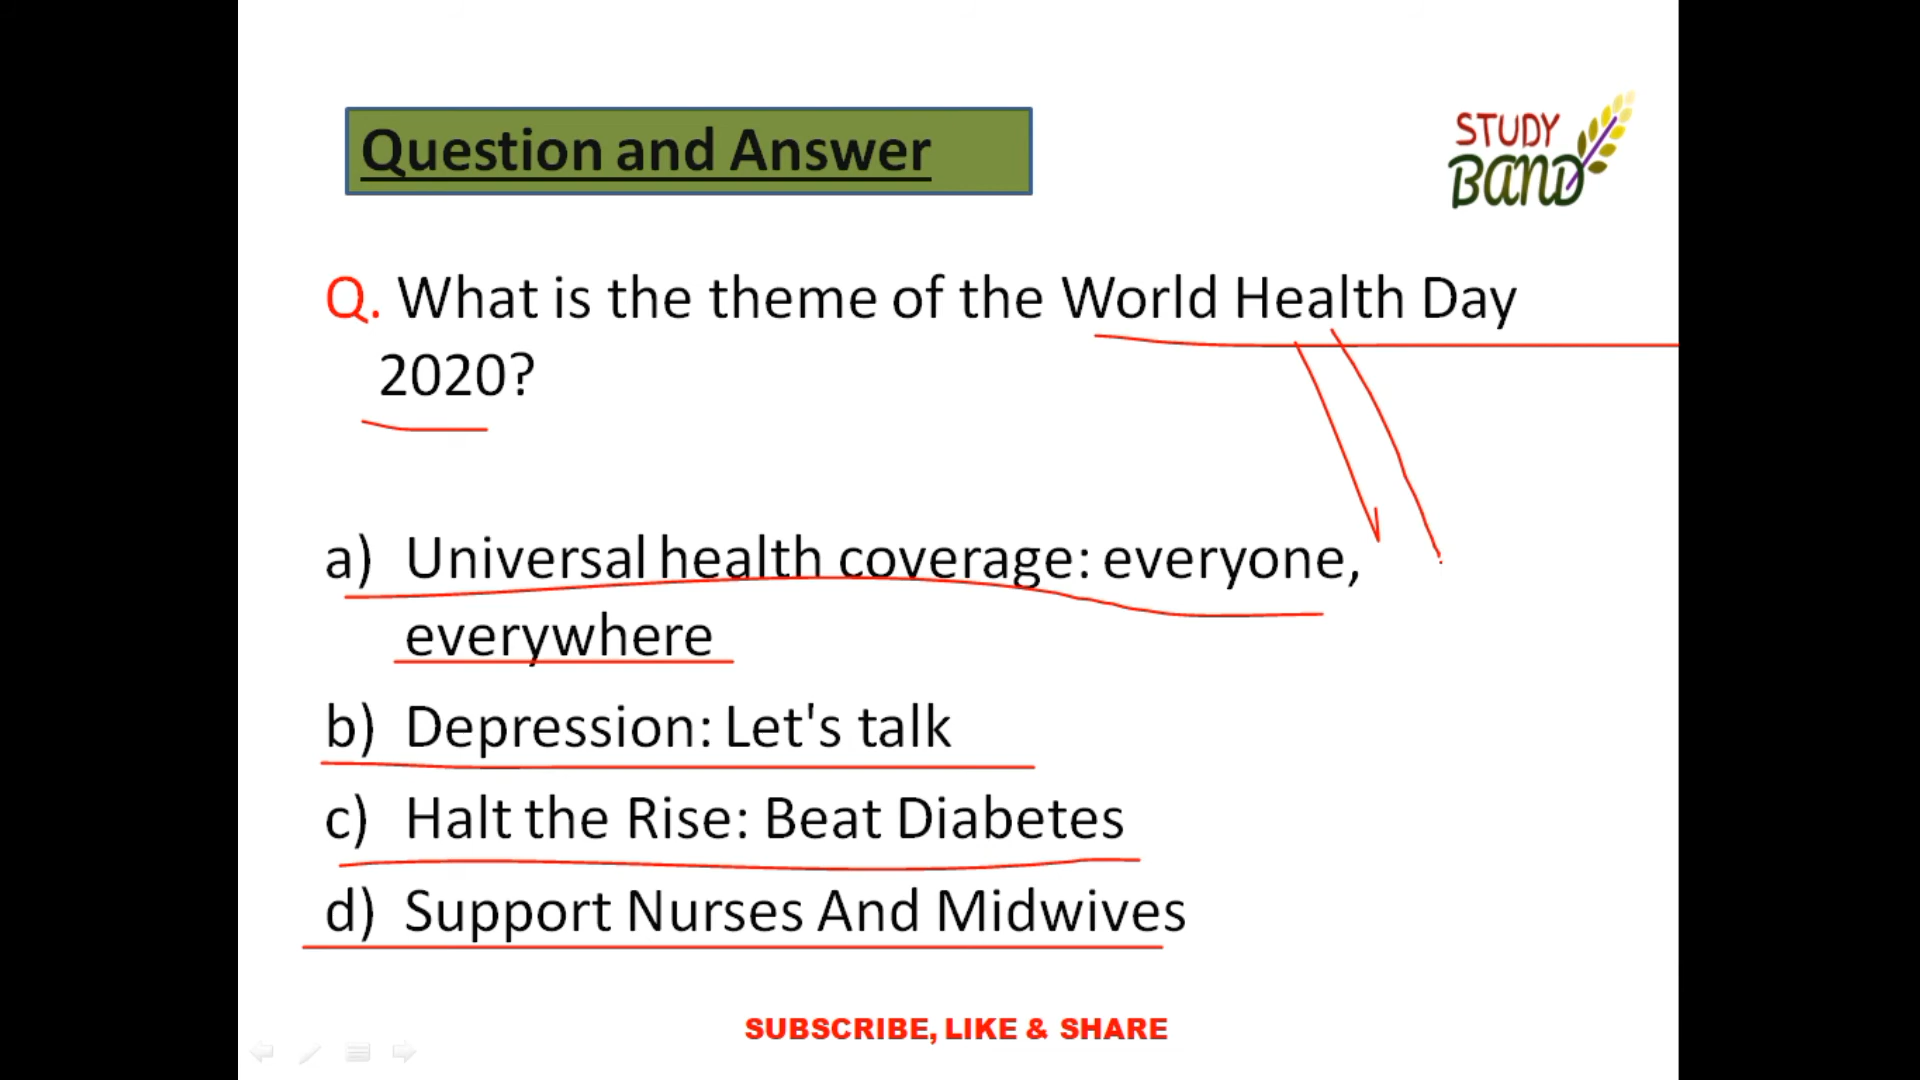 Question and Answer
STUDY
BAND
Q. What is the theme of the World Health Day
2020?
a) Universal health coverage: everyone,
everywhere
b) Depression: Let's talk
c) Halt the Rise: Beat Diabetes
d) Support Nurses And Midwives
SUBSCRIBE, LIKE & SHARE